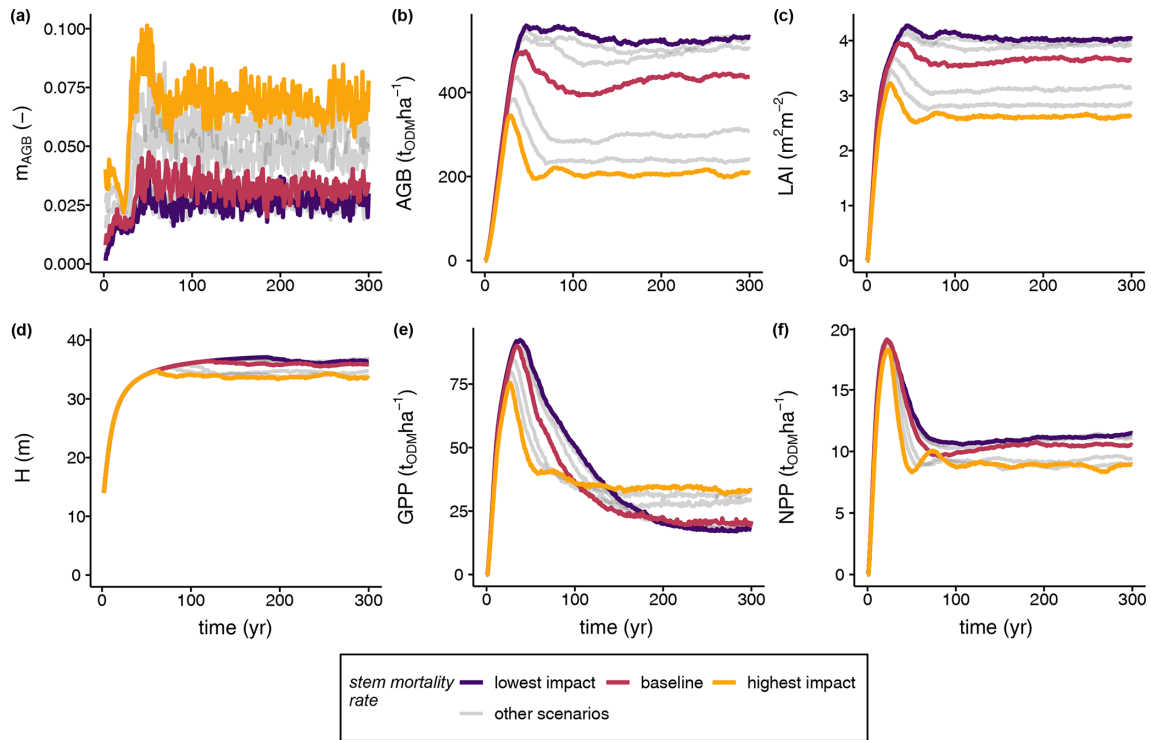 (a)
0.100
0.075
0.050
0.025
0.000
m_AGB (–)
0 100 200 300
(b)
400
200
0
AGB (t_ODM ha⁻¹)
0 100 200 300
(c)
4
3
2
1
0
LAI (m² m⁻²)
0 100 200 300
(d)
40
30
20
10
0
H (m)
0 100 200 300
time (yr)
(e)
75
50
25
0
GPP (t_ODM ha⁻¹)
0 100 200 300
time (yr)
(f)
20
15
10
5
0
NPP (t_ODM ha⁻¹)
0 100 200 300
time (yr)
stem mortality
rate
lowest impact baseline highest impact
other scenarios